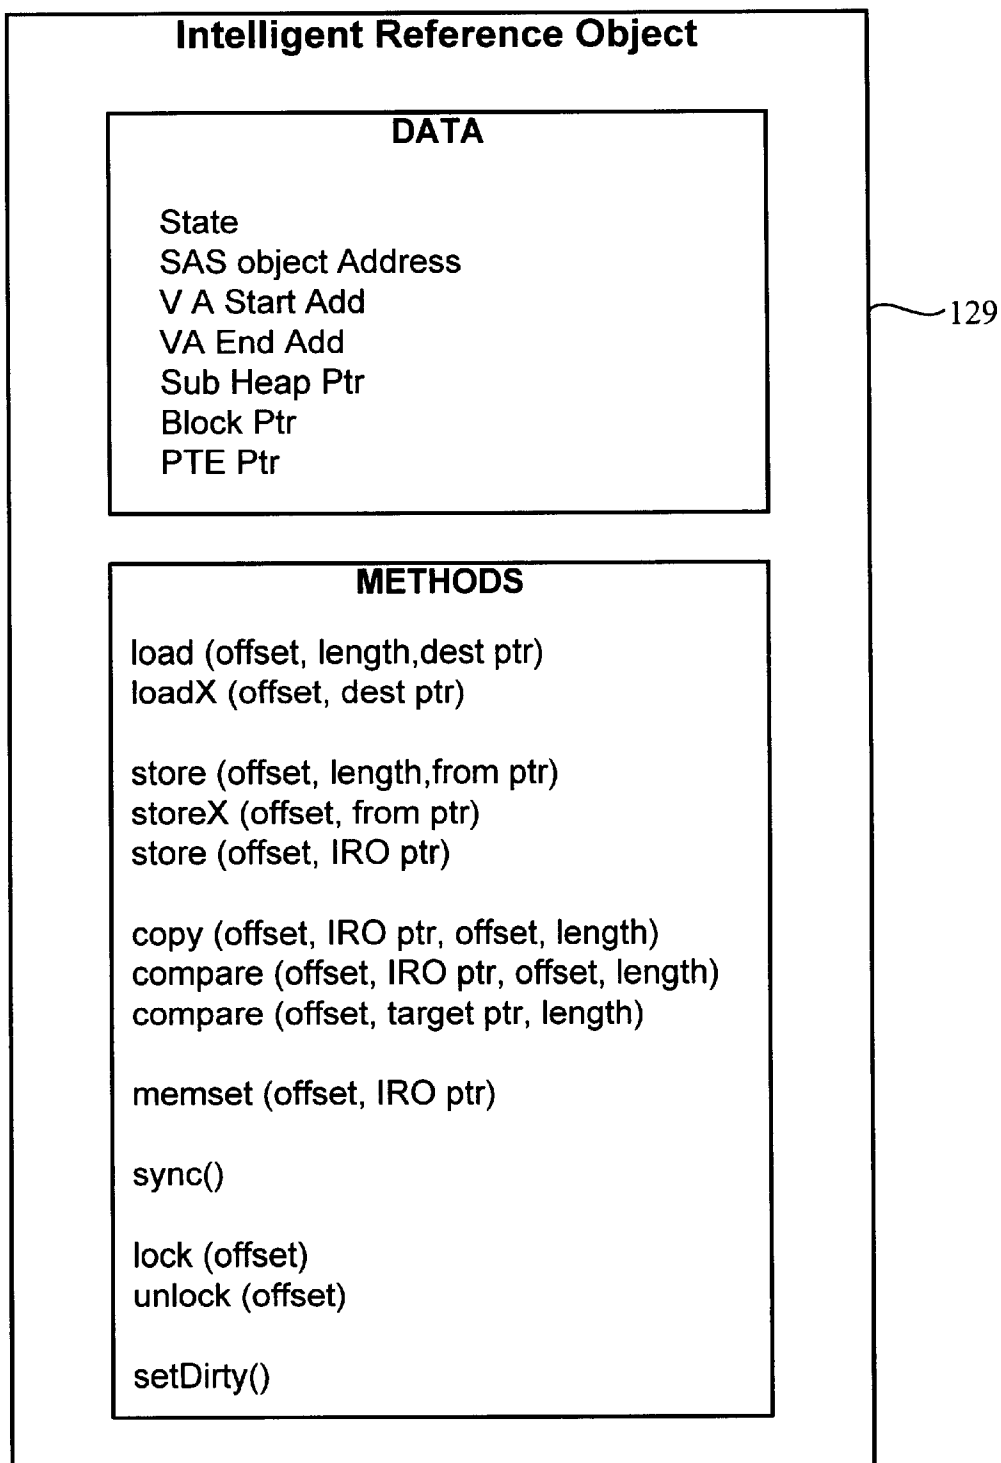 Intelligent Reference Object
DATA
State
SAS object Address
V A Start Add
VA End Add
Sub Heap Ptr
Block Ptr
PTE Ptr
129
METHODS
load (offset, length,dest ptr)
loadX (offset, dest ptr)
store (offset, length,from ptr)
storeX (offset, from ptr)
store (offset, IRO ptr)
copy (offset, IRO ptr, offset, length)
compare (offset, IRO ptr, offset, length)
compare (offset, target ptr, length)
memset (offset, IRO ptr)
sync()
lock (offset)
unlock (offset)
setDirty()